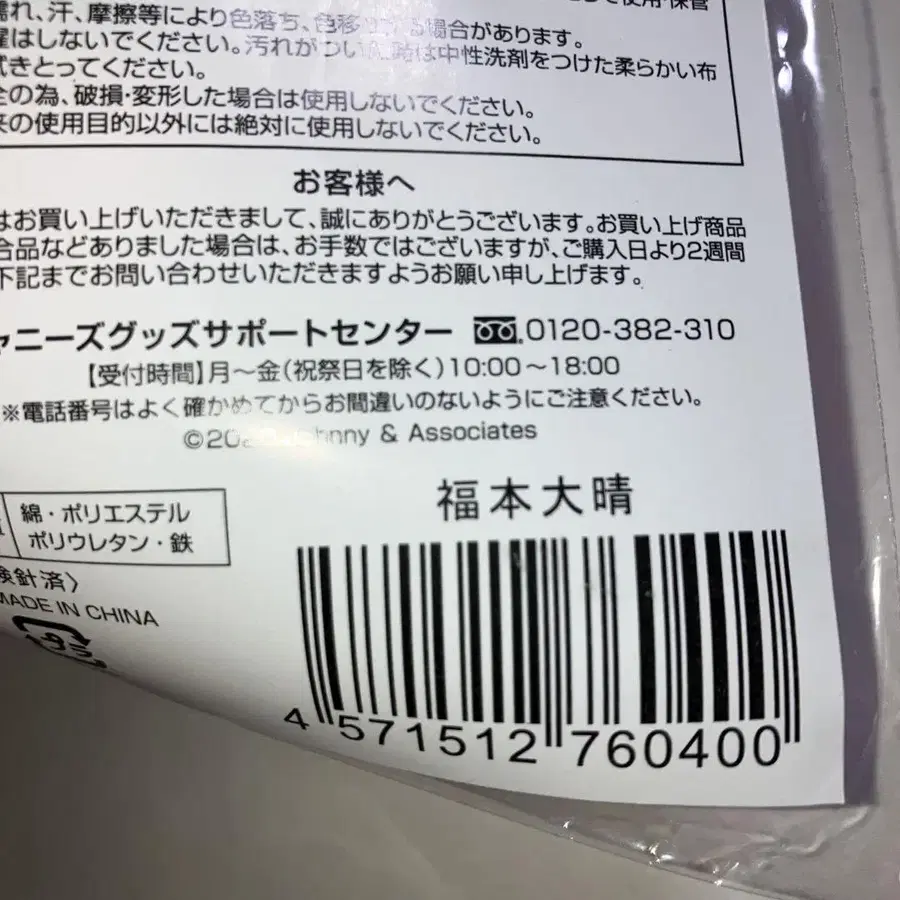 使用・保管
濡れ、汗、摩擦等により色落ち、色移りする場合があります。
濯はしないでください。汚れがついた時は中性洗剤をつけた柔らかい布
拭きとってください。
全の為、破損・変形した場合は使用しないでください。
来の使用目的以外には絶対に使用しないでください。
お客様へ
はお買い上げいただきまして、誠にありがとうございます。お買い上げ商品
合品などありました場合は、お手数ではございますが、ご購入日より2週間
下記までお問い合わせいただきますようお願い申し上げます。
ャニーズグッズサポートセンター 0120-382-310
【受付時間】月〜金(祝祭日を除く)10:00〜18:00
※電話番号はよく確かめてからお間違いのないようにご注意ください。
© Johnny & Associates
福本大晴
綿・ポリエステル
ポリウレタン・鉄
検針済〉
MADE IN CHINA
4 571512 760400